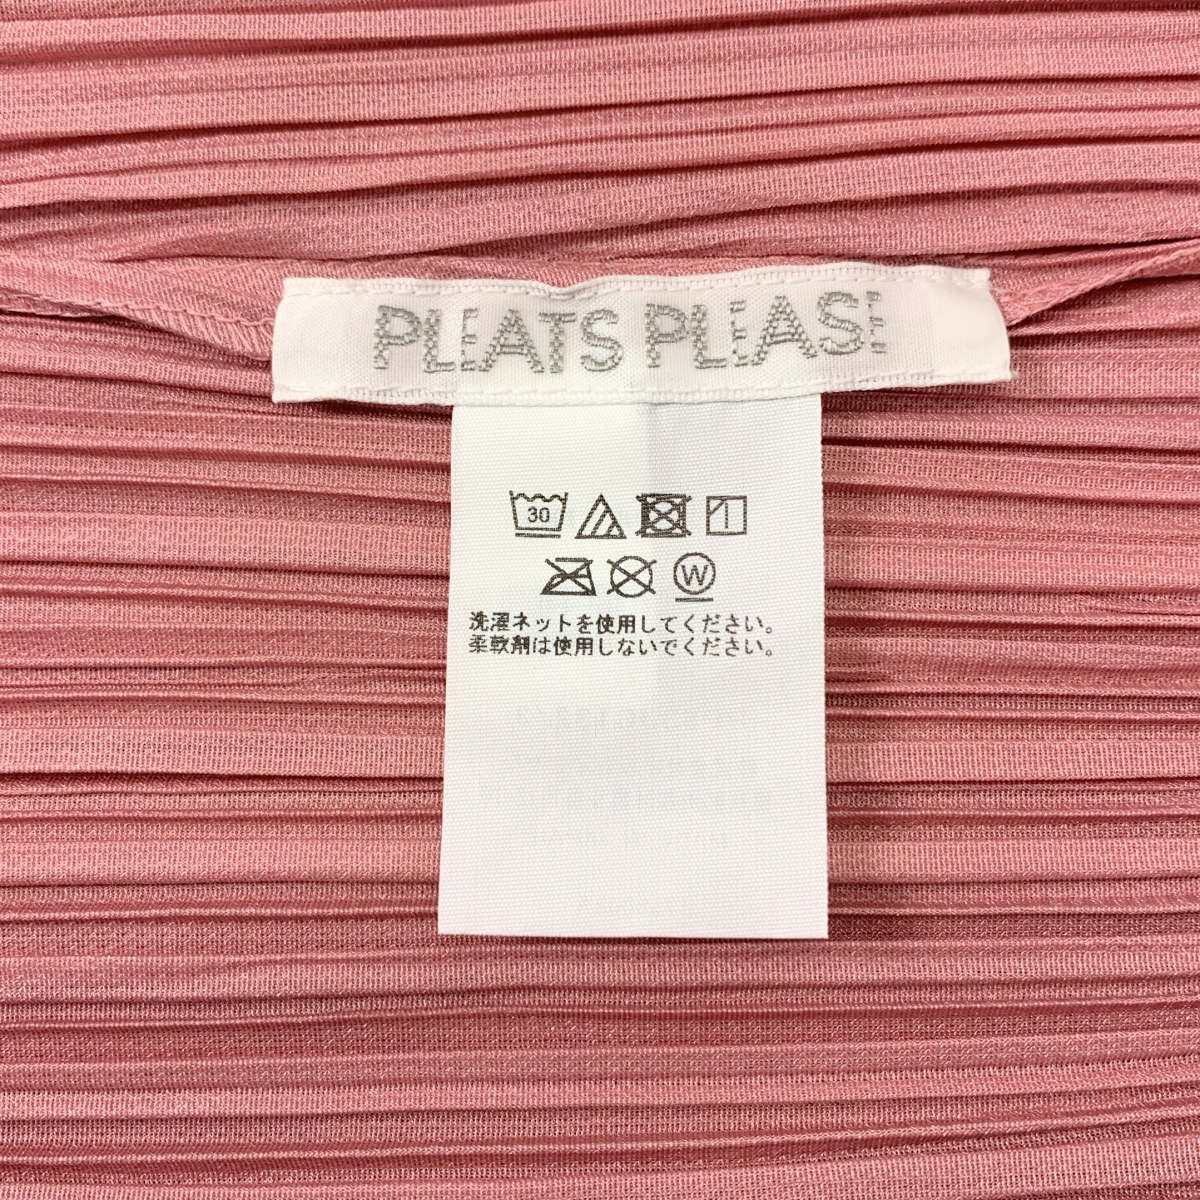 PLEATS PLEASE
30
W
洗濯ネットを使用してください。
柔軟剤は使用しないでください。